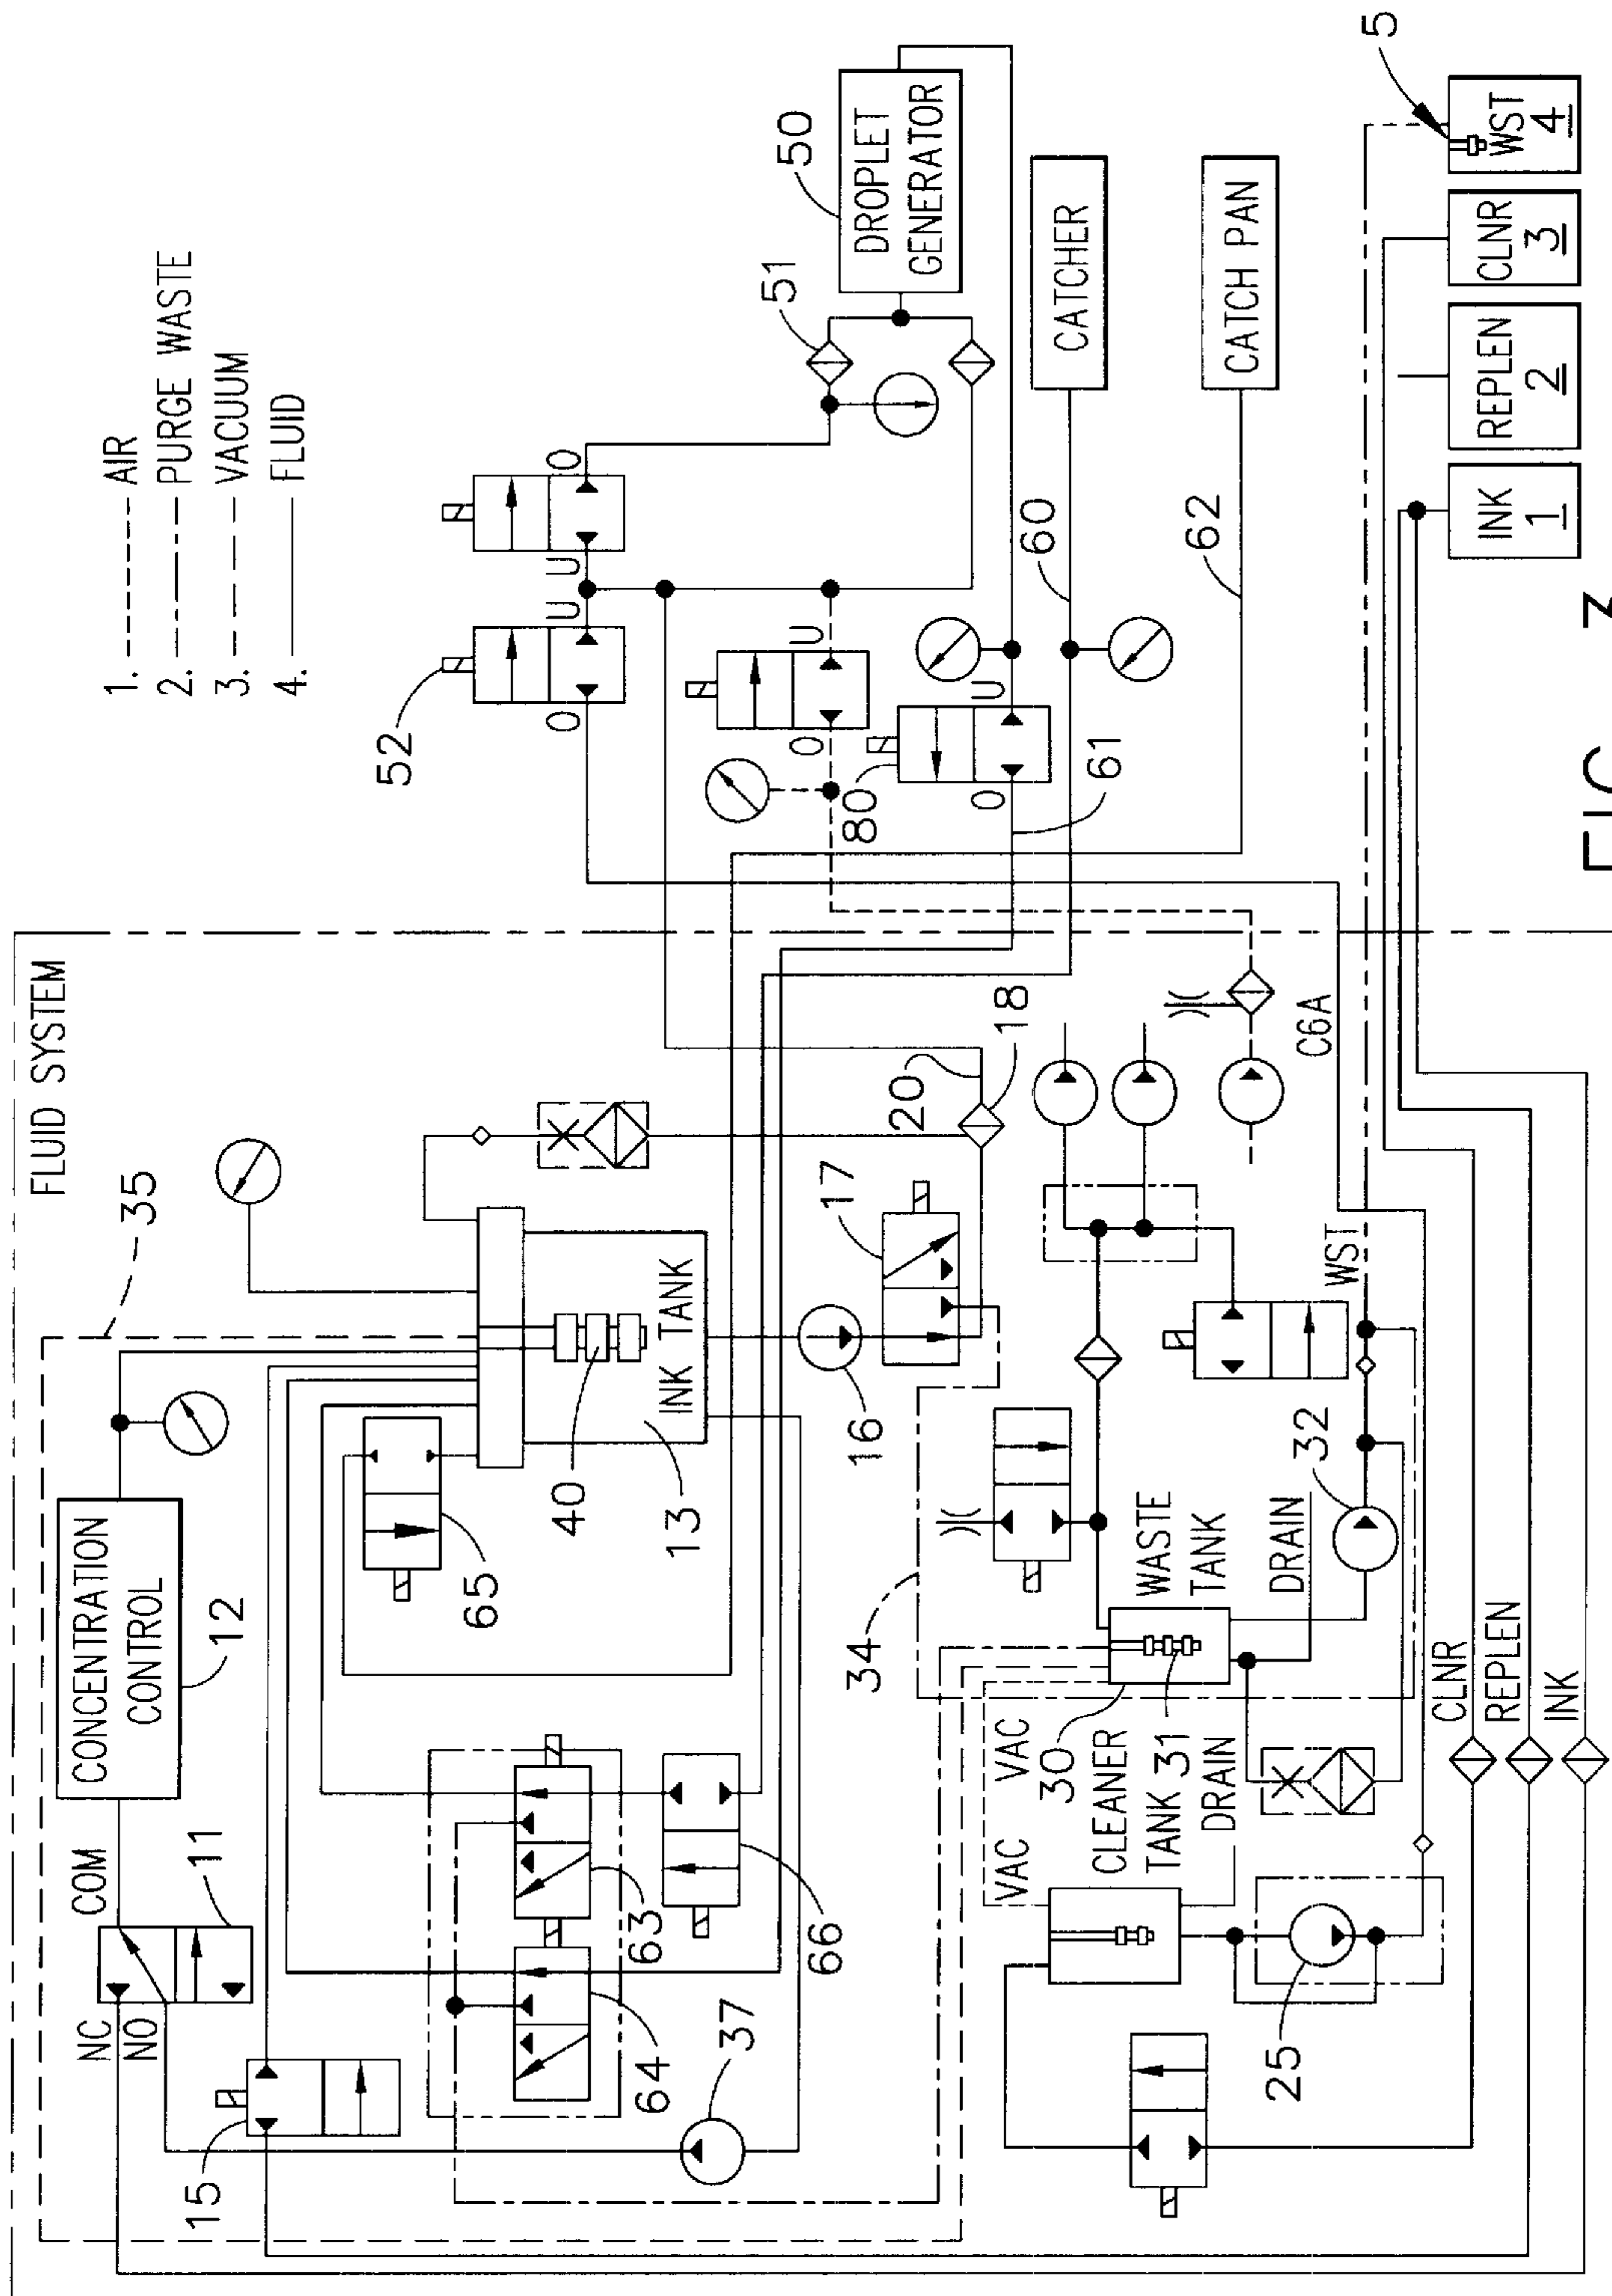 1. AIR
2. PURGE WASTE
3. VACUUM
4. FLUID
FLUID SYSTEM
35
CONCENTRATION
CONTROL
12
COM
11
NC
NO
15
65
40
INK TANK
13
16
17
18
20
52
O
U
U
O
51
50
DROPLET
GENERATOR
U
O
80
U
O
61
60
CATCHER
62
CATCH PAN
63
64
66
37
34
30
WASTE
TANK
DRAIN
32
WST
C6A
VAC
VAC
CLEANER
TANK 31
DRAIN
25
CLNR
REPLEN
INK
INK
1
REPLEN
2
CLNR
3
WST
4
5